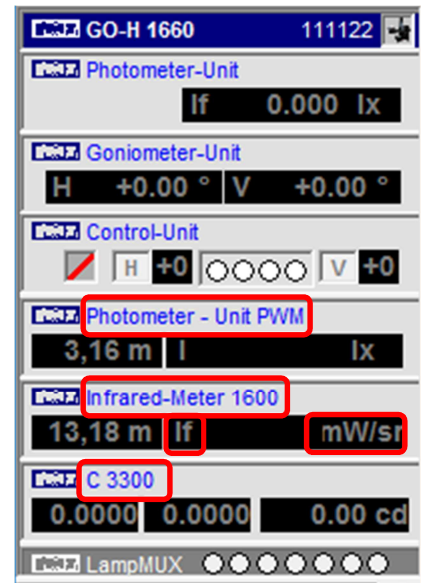 GO-H 1660 111122
Photometer-Unit
If 0.000 lx
Goniometer-Unit
H +0.00 ° V +0.00 °
Control-Unit
H +0 V +0
Photometer - Unit PWM
3,16 m I lx
Infrared-Meter 1600
13,18 m If mW/sr
C 3300
0.0000 0.0000 0.00 cd
LampMUX